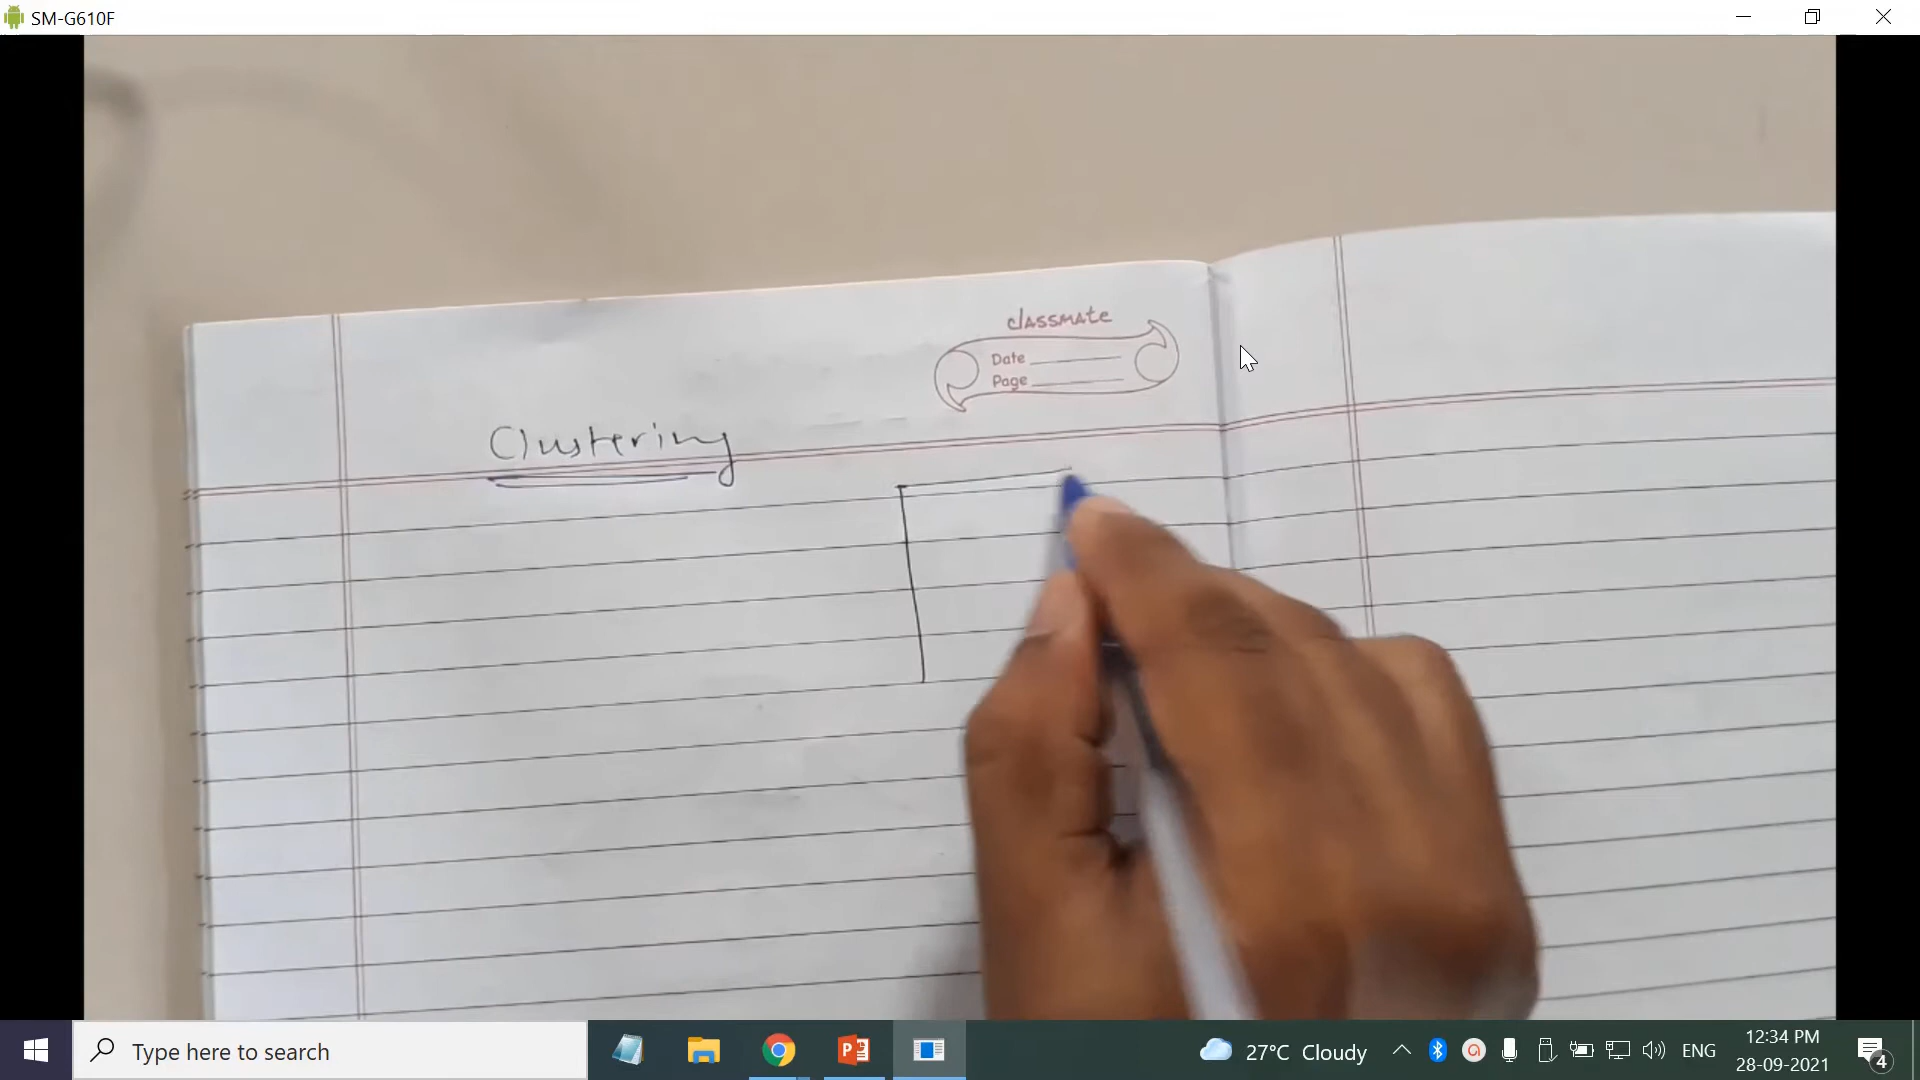 SM-G610F
classmate
Date
Page
Clustering
Type here to search
27°C Cloudy
ENG
12:34 PM
28-09-2021
4